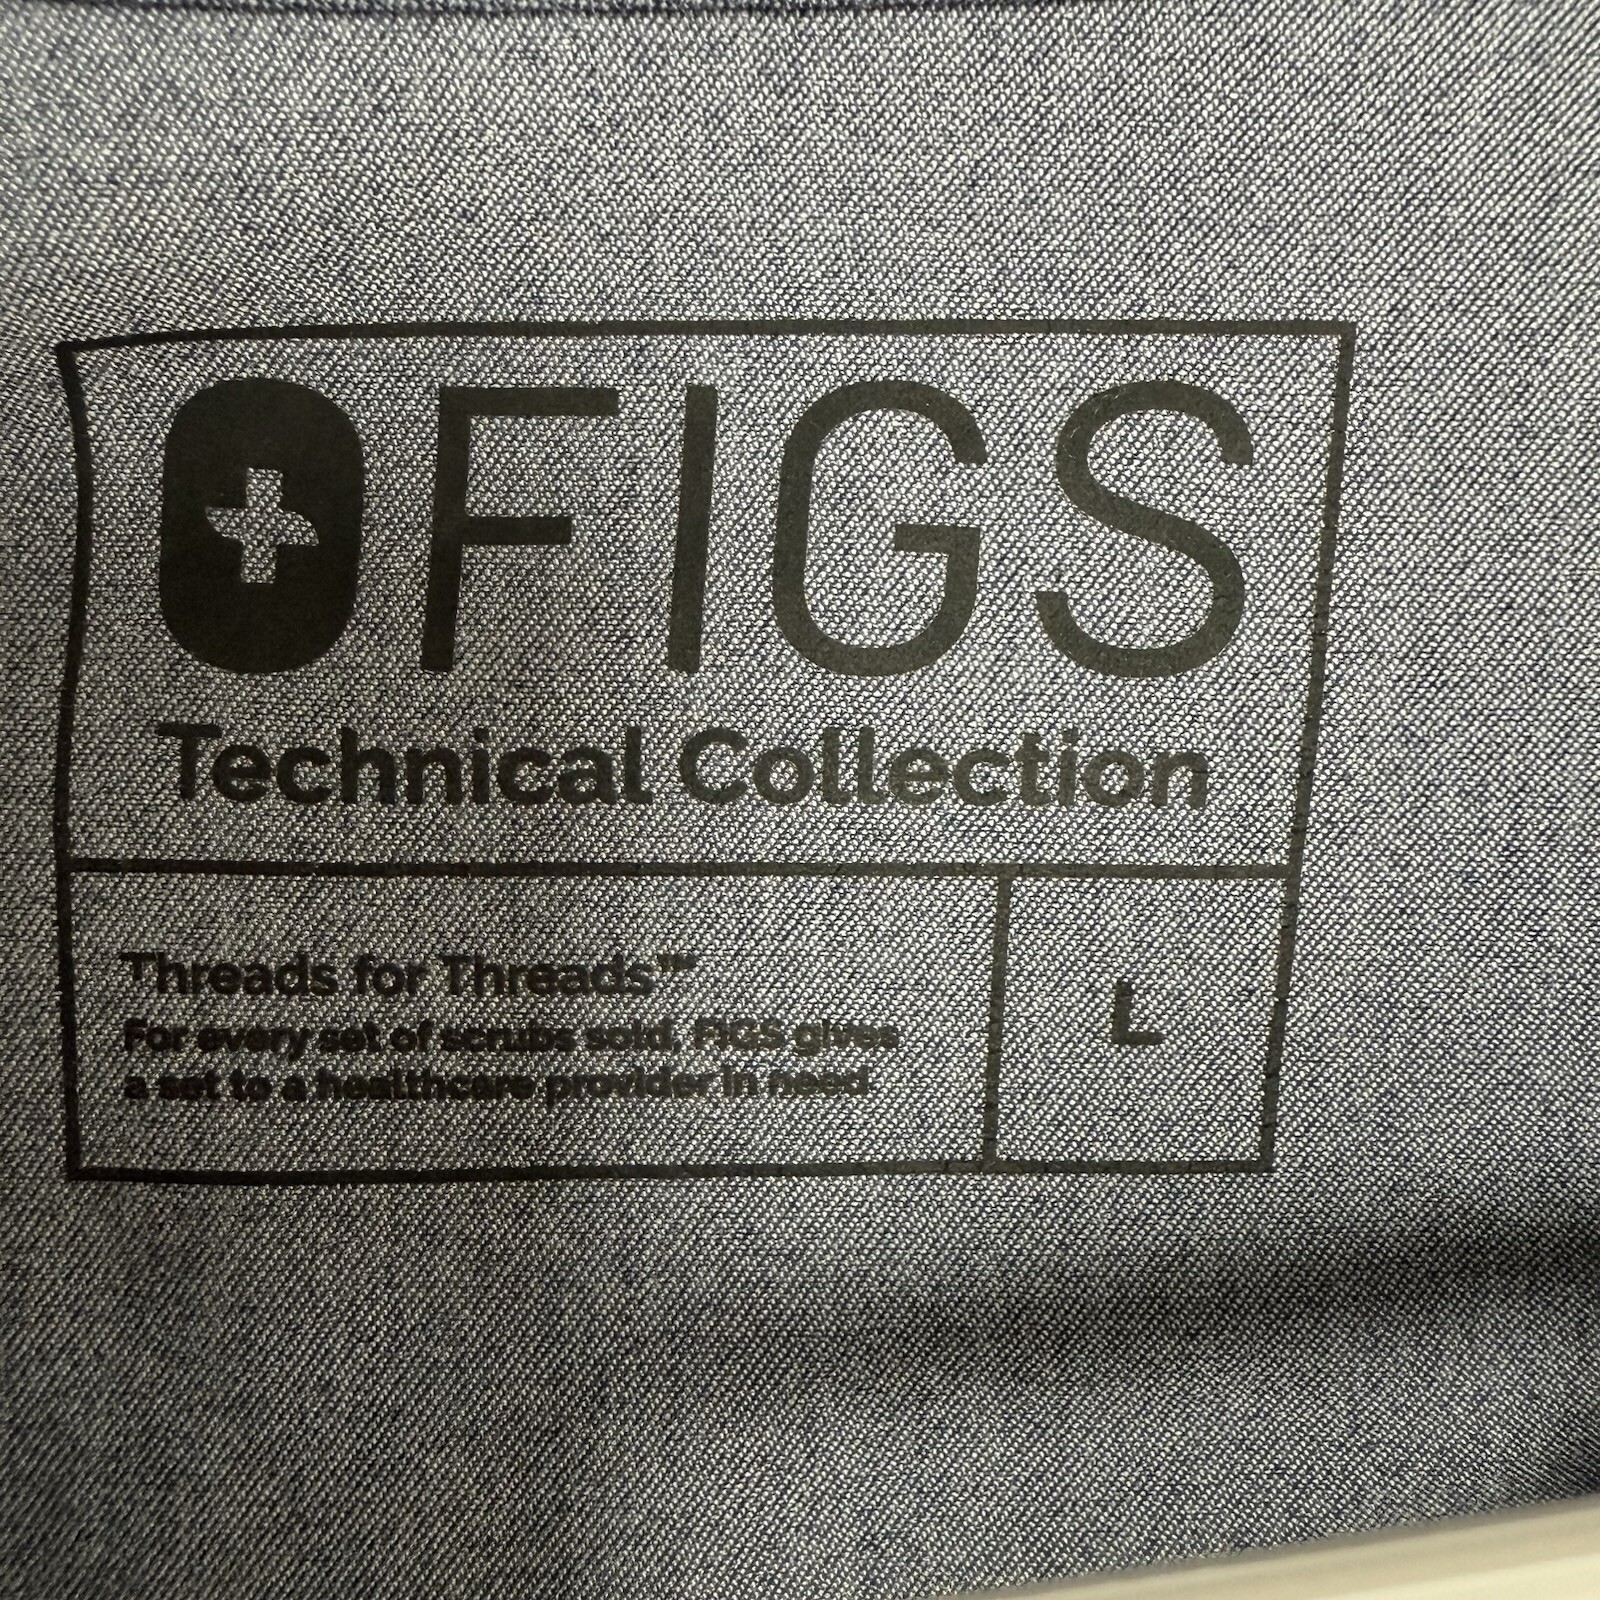 FIGS
Technical Collection
Threads for Threads™
For every set of scrubs sold, FIGS gives
a set to a healthcare provider in need
L